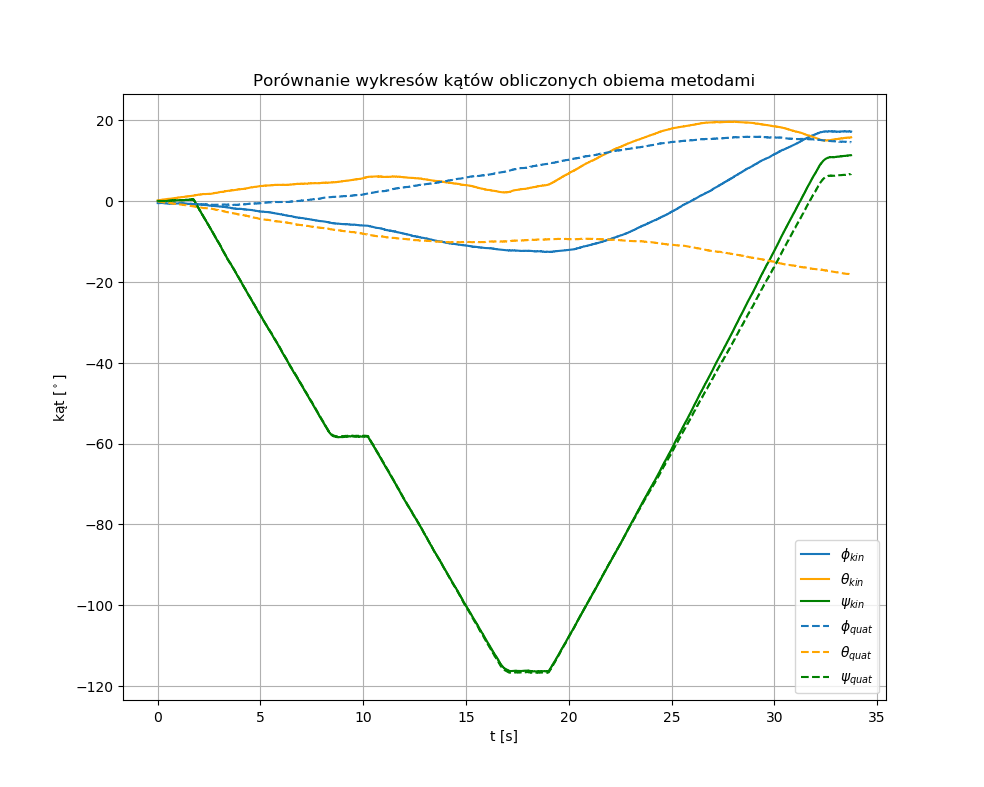 Porównanie wykresów kątów obliczonych obiema metodami
kąt [°]
20
0
−20
−40
−60
−80
−100
−120
0 5 10 15 20 25 30 35
t [s]
ϕkin
θkin
ψkin
ϕquat
θquat
ψquat